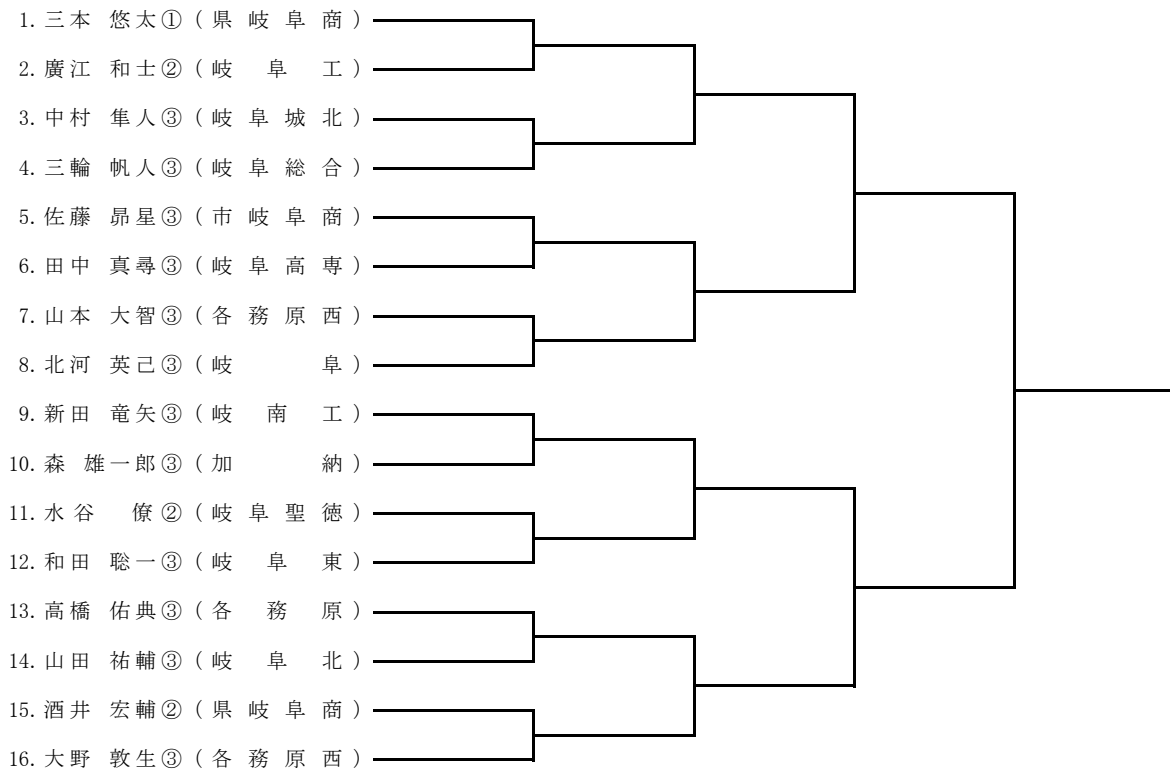 1. 三本 悠太①(県岐阜商)
2. 廣江 和士②(岐阜工)
3. 中村 隼人③(岐阜城北)
4. 三輪 帆人③(岐阜総合)
5. 佐藤 昴星③(市岐阜商)
6. 田中 真尋③(岐阜高専)
7. 山本 大智③(各務原西)
8. 北河 英己③(岐阜)
9. 新田 竜矢③(岐南工)
10. 森 雄一郎③(加納)
11. 水谷 僚②(岐阜聖徳)
12. 和田 聡一③(岐阜東)
13. 高橋 佑典③(各務原)
14. 山田 祐輔③(岐阜北)
15. 酒井 宏輔②(県岐阜商)
16. 大野 敦生③(各務原西)